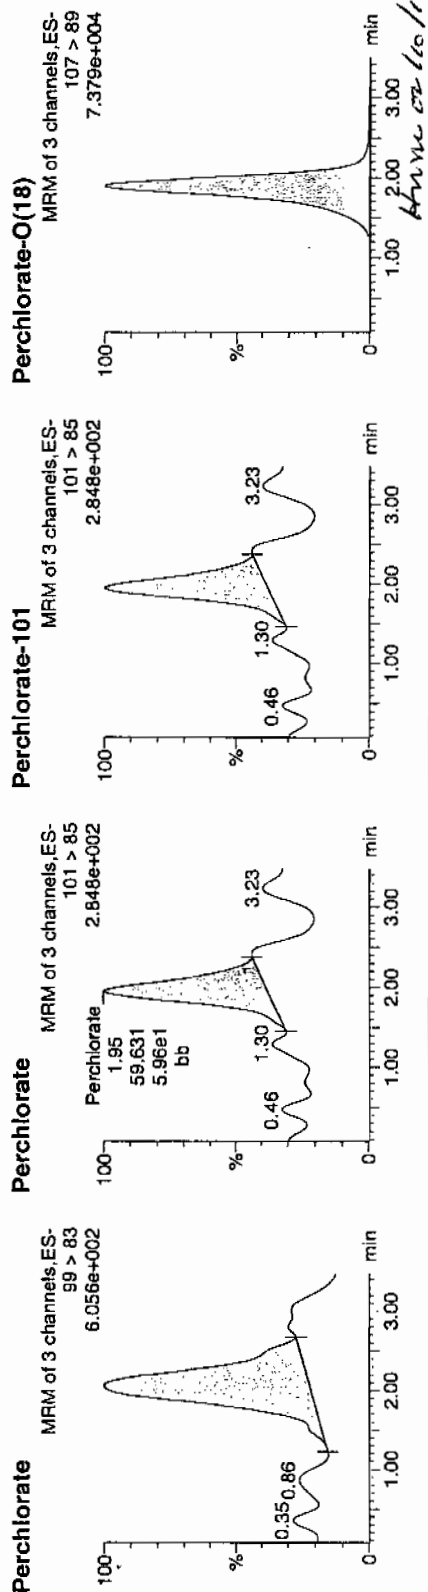 Perchlorate
MRM of 3 channels,ES-
99 > 83
6.056e+002
100
%
0
0.35
0.86
1.00
2.00
3.00
min
Perchlorate
MRM of 3 channels,ES-
101 > 85
2.848e+002
Perchlorate
1.95
59.631
5.96e1
bb
100
%
0
0.46
1.30
3.23
1.00
2.00
3.00
min
Perchlorate-101
MRM of 3 channels,ES-
101 > 85
2.848e+002
100
%
0
0.46
1.30
3.23
1.00
2.00
3.00
min
Perchlorate-O(18)
MRM of 3 channels,ES-
107 > 89
7.379e+004
100
%
0
1.00
2.00
3.00
min